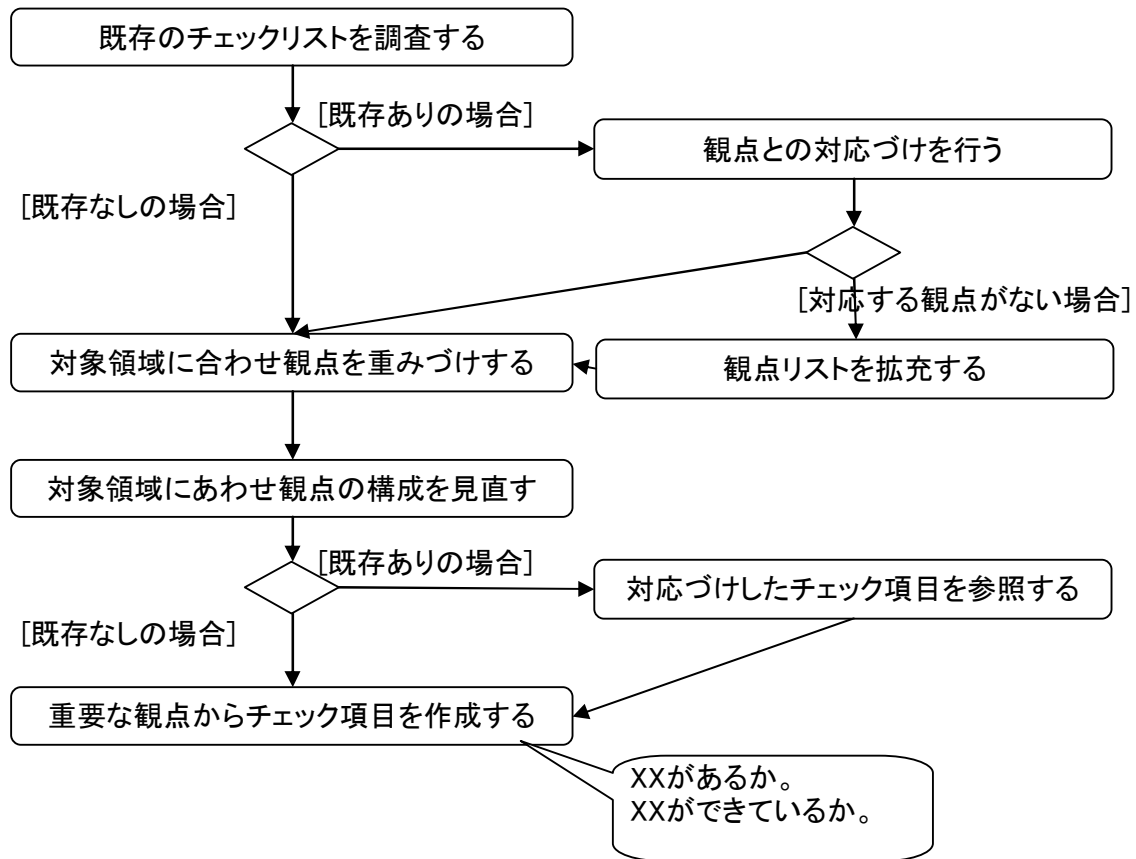 既存のチェックリストを調査する
[既存ありの場合]
観点との対応づけを行う
[既存なしの場合]
[対応する観点がない場合]
対象領域に合わせ観点を重みづけする
観点リストを拡充する
対象領域にあわせ観点の構成を見直す
[既存ありの場合]
対応づけしたチェック項目を参照する
[既存なしの場合]
重要な観点からチェック項目を作成する
XXがあるか。
XXができているか。